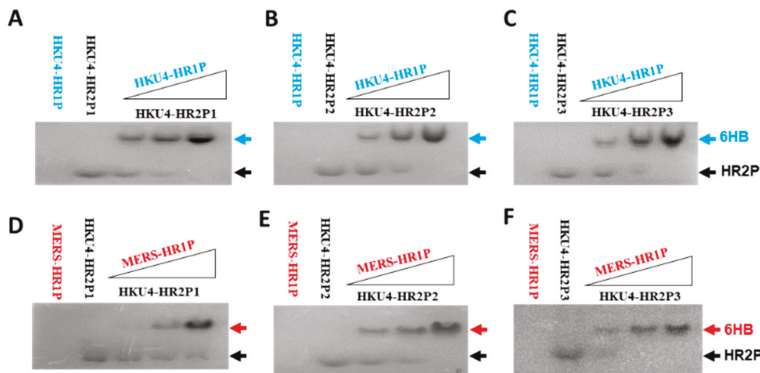 A
HKU4-HR1P
HKU4-HR2P1
HKU4-HR1P
HKU4-HR2P1
B
HKU4-HR1P
HKU4-HR2P2
HKU4-HR1P
HKU4-HR2P2
C
HKU4-HR1P
HKU4-HR2P3
HKU4-HR1P
HKU4-HR2P3
6HB
HR2P
D
MERS-HR1P
HKU4-HR2P1
MERS-HR1P
HKU4-HR2P1
E
MERS-HR1P
HKU4-HR2P2
MERS-HR1P
HKU4-HR2P2
F
MERS-HR1P
HKU4-HR2P3
MERS-HR1P
HKU4-HR2P3
6HB
HR2P